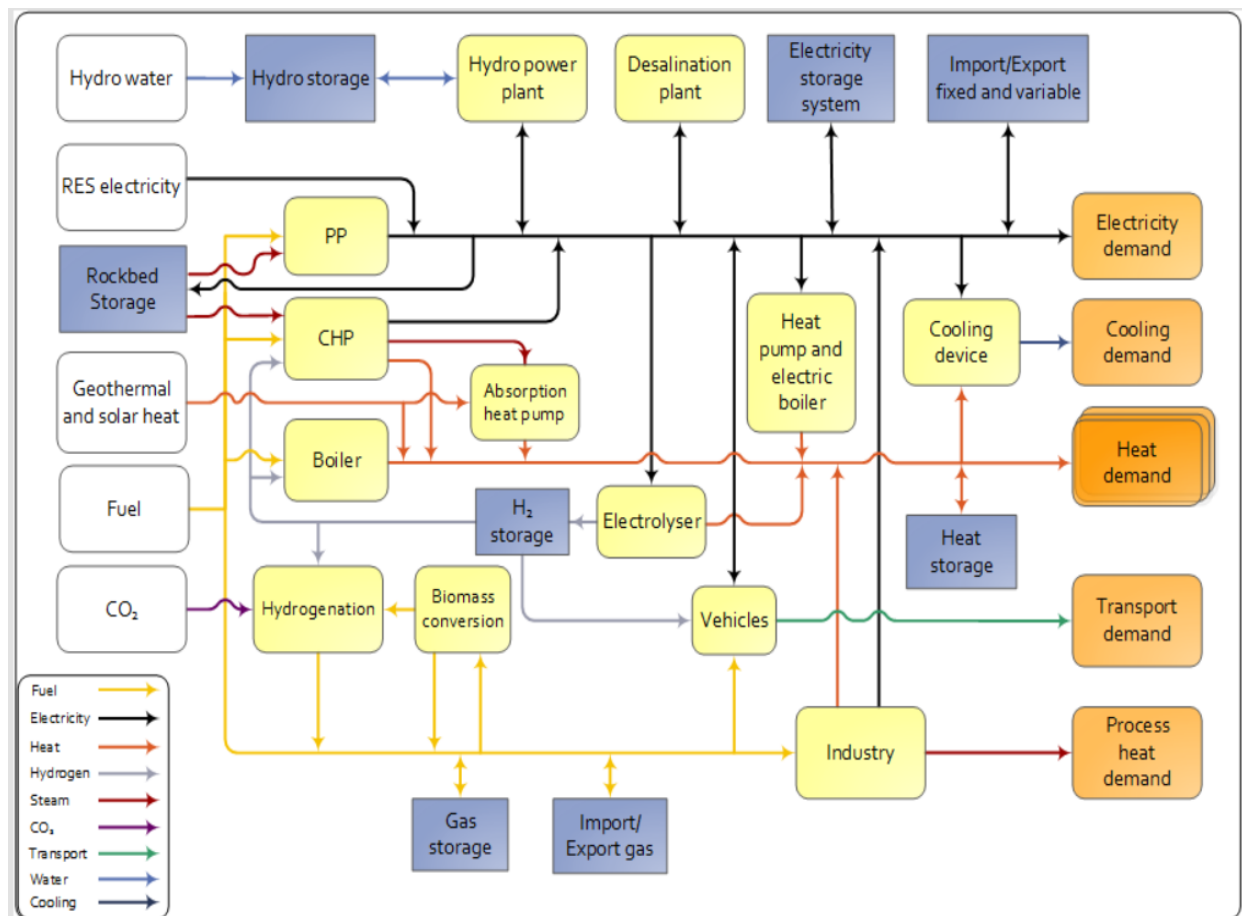 Hydro water
Hydro storage
Hydro power
plant
Desalination
plant
Electricity
storage
system
Import/Export
fixed and variable
RES electricity
PP
Electricity
demand
Rockbed
Storage
CHP
Heat
pump and
electric
boiler
Cooling
device
Cooling
demand
Geothermal
and solar heat
Absorption
heat pump
Boiler
Heat
demand
Fuel
H₂
storage
Electrolyser
Heat
storage
CO₂
Hydrogenation
Biomass
conversion
Vehicles
Transport
demand
Industry
Process
heat
demand
Gas
storage
Import/
Export gas
Fuel
Electricity
Heat
Hydrogen
Steam
CO₂
Transport
Water
Cooling